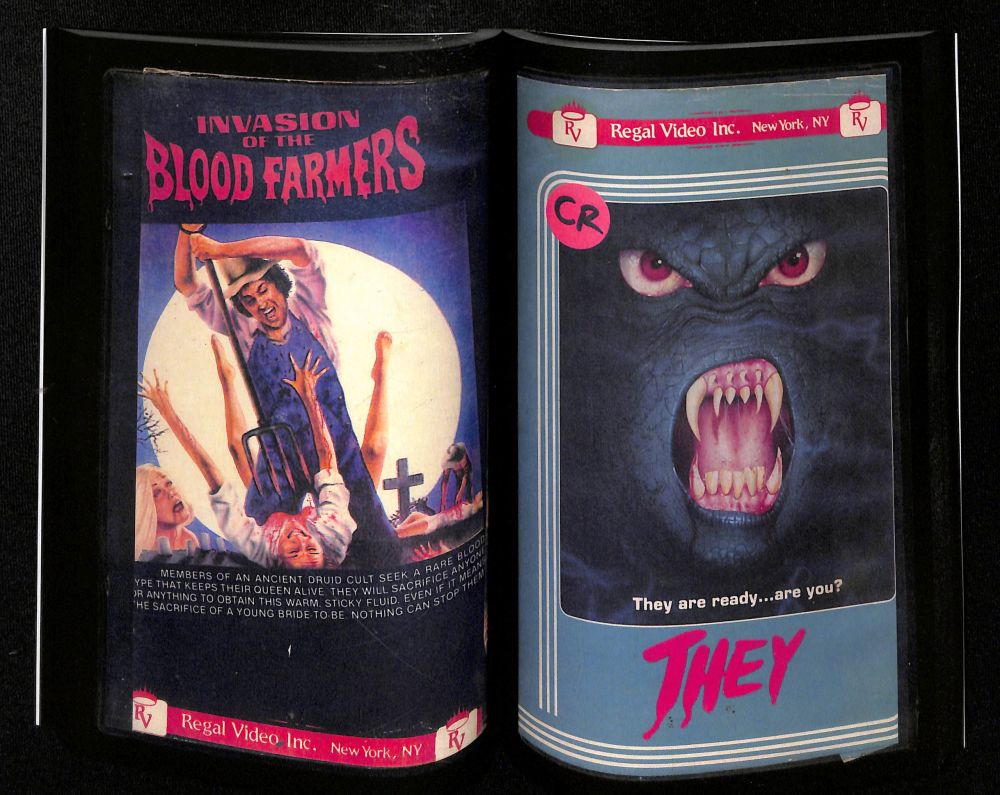 INVASION
OF THE
BLOOD FARMERS
MEMBERS OF AN ANCIENT DRUID CULT SEEK A RARE BLOOD
YPE THAT KEEPS THEIR QUEEN ALIVE. THEY WILL SACRIFICE ANYONE
OR ANYTHING TO OBTAIN THIS WARM, STICKY FLUID, EVEN IF IT MEAN
THE SACRIFICE OF A YOUNG BRIDE-TO-BE. NOTHING CAN STOP THEM
RV Regal Video Inc. New York, NY RV
RV Regal Video Inc. New York, NY RV
CR
They are ready...are you?
THEY